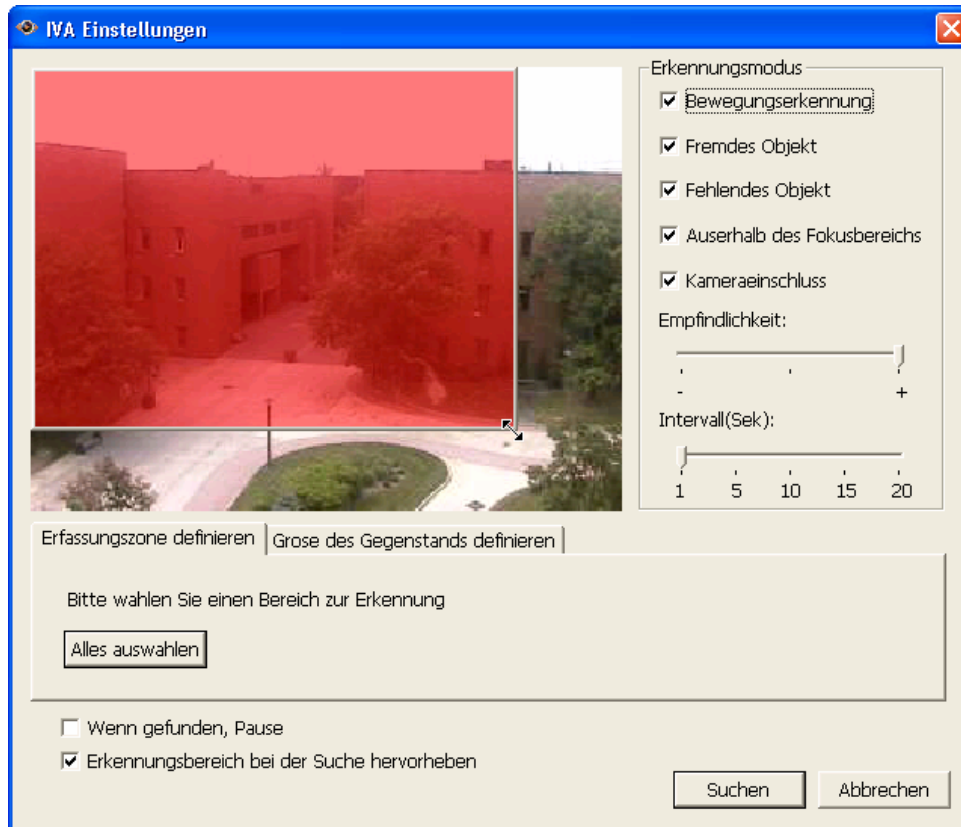 IVA Einstellungen
Erkennungsmodus
Bewegungserkennung
Fremdes Objekt
Fehlendes Objekt
Auserhalb des Fokusbereichs
Kameraeinschluss
Empfindlichkeit:
- +
Intervall(Sek):
1 5 10 15 20
Erfassungszone definieren Grose des Gegenstands definieren
Bitte wahlen Sie einen Bereich zur Erkennung
Alles auswahlen
Wenn gefunden, Pause
Erkennungsbereich bei der Suche hervorheben
Suchen Abbrechen